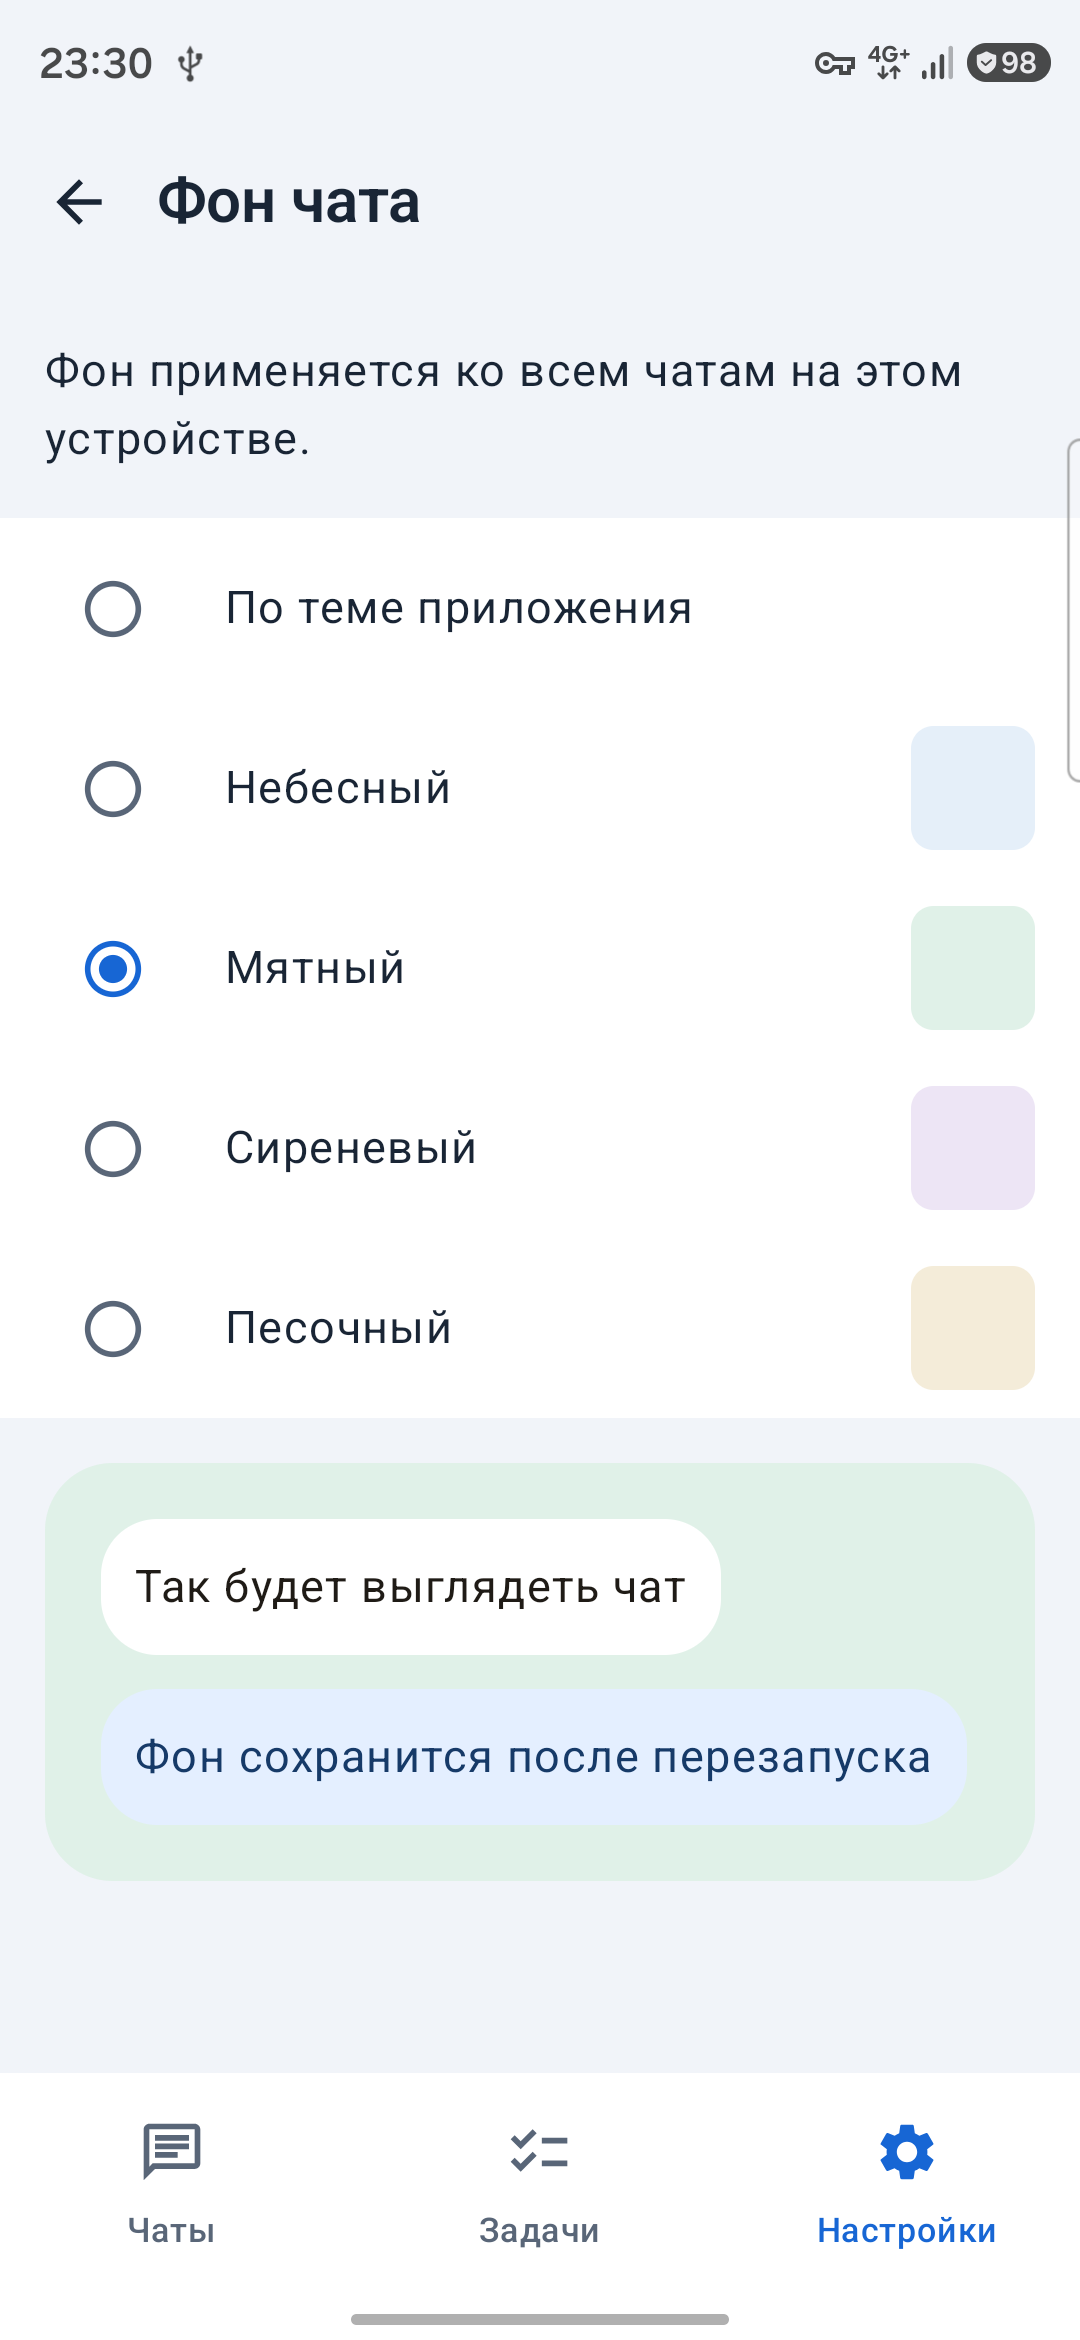 23:30
4G+
98
Фон чата
Фон применяется ко всем чатам на этом
устройстве.
По теме приложения
Небесный
Мятный
Сиреневый
Песочный
Так будет выглядеть чат
Фон сохранится после перезапуска
Чаты
Задачи
Настройки